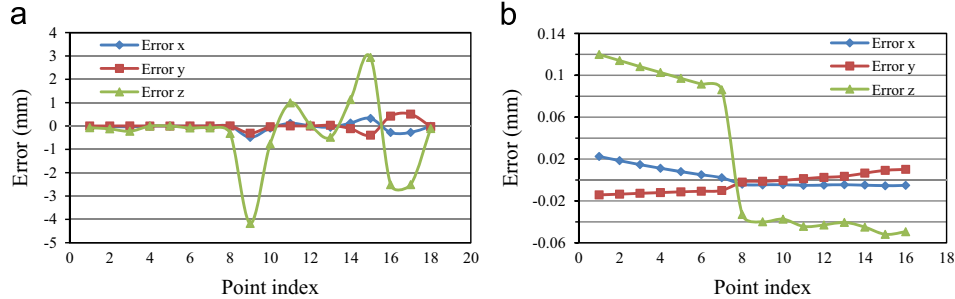 a
4
3
2
1
0
-1
-2
-3
-4
-5
Error (mm)
Error x
Error y
Error z
0 2 4 6 8 10 12 14 16 18 20
Point index
b
0.14
0.1
0.06
0.02
-0.02
-0.06
Error (mm)
Error x
Error y
Error z
0 2 4 6 8 10 12 14 16 18
Point index